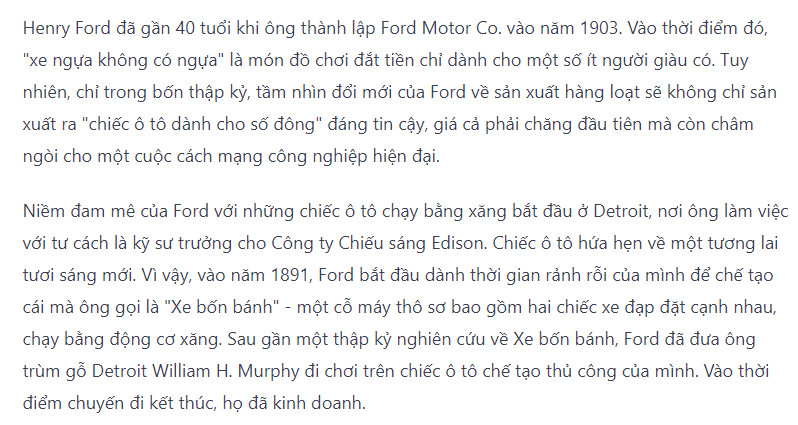 Henry Ford đã gần 40 tuổi khi ông thành lập Ford Motor Co. vào năm 1903. Vào thời điểm đó,
"xe ngựa không có ngựa" là món đồ chơi đắt tiền chỉ dành cho một số ít người giàu có. Tuy
nhiên, chỉ trong bốn thập kỷ, tầm nhìn đổi mới của Ford về sản xuất hàng loạt sẽ không chỉ sản
xuất ra "chiếc ô tô dành cho số đông" đáng tin cậy, giá cả phải chăng đầu tiên mà còn châm
ngòi cho một cuộc cách mạng công nghiệp hiện đại.
Niềm đam mê của Ford với những chiếc ô tô chạy bằng xăng bắt đầu ở Detroit, nơi ông làm việc
với tư cách là kỹ sư trưởng cho Công ty Chiếu sáng Edison. Chiếc ô tô hứa hẹn về một tương lai
tươi sáng mới. Vì vậy, vào năm 1891, Ford bắt đầu dành thời gian rảnh rỗi của mình để chế tạo
cái mà ông gọi là "Xe bốn bánh" - một cỗ máy thô sơ bao gồm hai chiếc xe đạp đặt cạnh nhau,
chạy bằng động cơ xăng. Sau gần một thập kỷ nghiên cứu về Xe bốn bánh, Ford đã đưa ông
trùm gỗ Detroit William H. Murphy đi chơi trên chiếc ô tô chế tạo thủ công của mình. Vào thời
điểm chuyến đi kết thúc, họ đã kinh doanh.